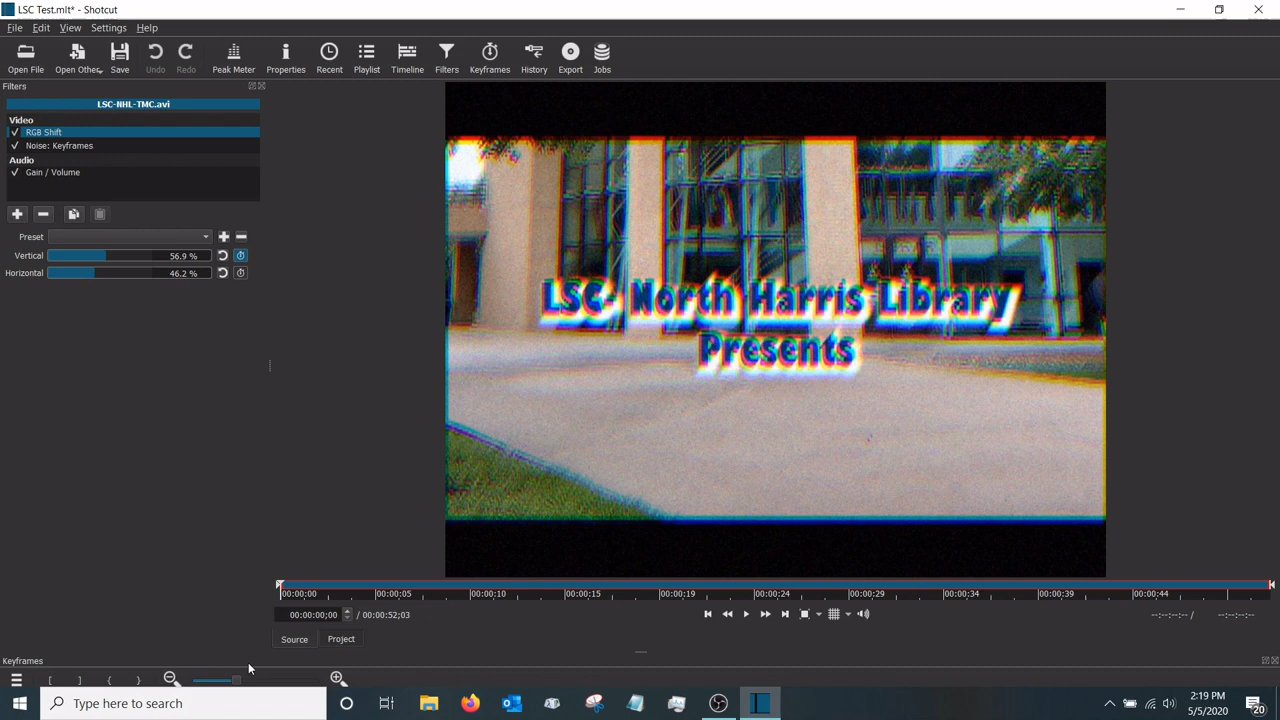 LSC Test.mlt* - Shotcut
File Edit View Settings Help
Open File Open Other Save Undo Redo Peak Meter Properties Recent Playlist Timeline Filters Keyframes History Export Jobs
Filters
LSC-NHL-TMC.avi
Video
RGB Shift
Noise: Keyframes
Audio
Gain / Volume
Preset
Vertical 56.9 %
Horizontal 46.2 %
LSC- North Harris Library
Presents
00:00:00 00:00:05 00:00:10 00:00:15 00:00:19 00:00:24 00:00:29 00:00:34 00:00:39 00:00:44
00:00:00;00 / 00:00:52;03 --:--:--:-- / --:--:--:--
Source Project
Keyframes
[ ] { }
Type here to search
2:19 PM
5/5/2020
20